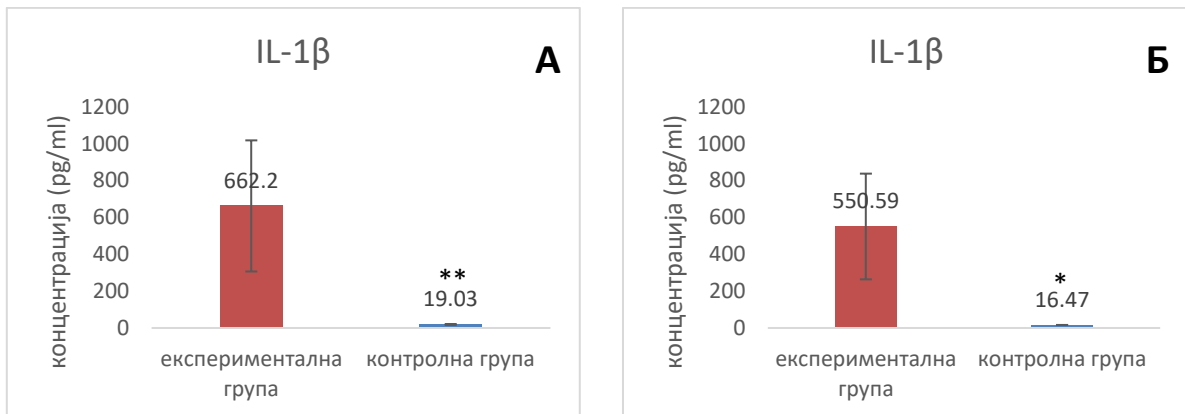 IL-1β
А
концентрација (pg/ml)
1200
1000
800
600
400
200
0
662.2
**
19.03
експериментална
група
контролна група
IL-1β
Б
концентрација (pg/ml)
1200
1000
800
600
400
200
0
550.59
*
16.47
експериментална
група
контролна група